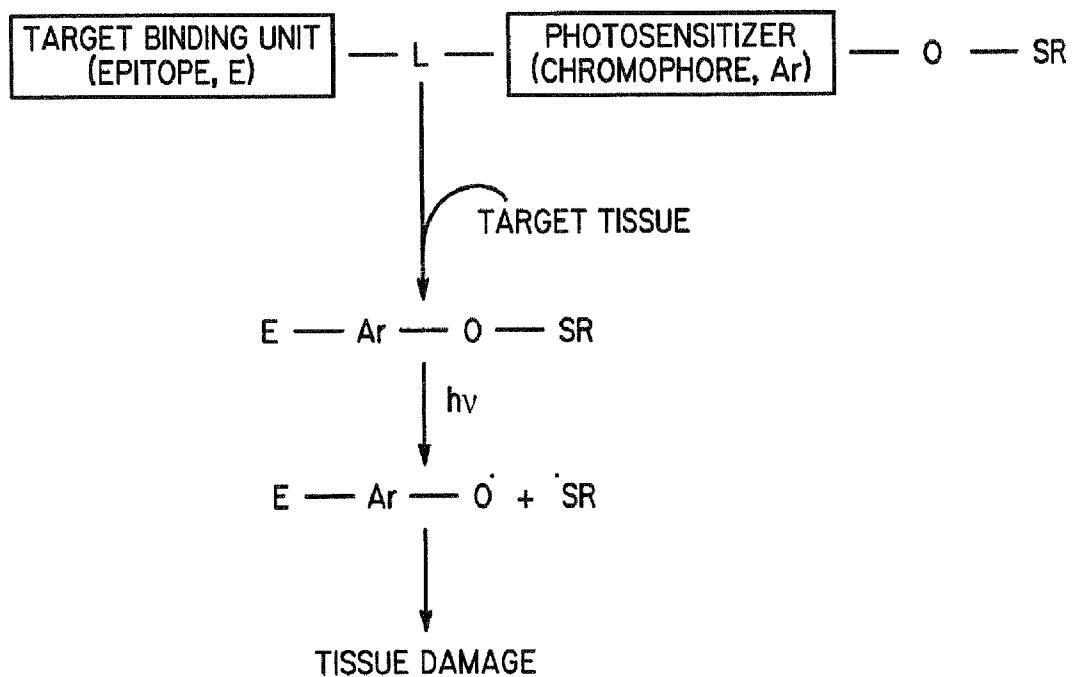 TARGET BINDING UNIT
(EPITOPE, E)
— L —
PHOTOSENSITIZER
(CHROMOPHORE, Ar)
— O — SR
TARGET TISSUE
E — Ar — O — SR
hν
E — Ar — O˙ + ˙SR
TISSUE DAMAGE